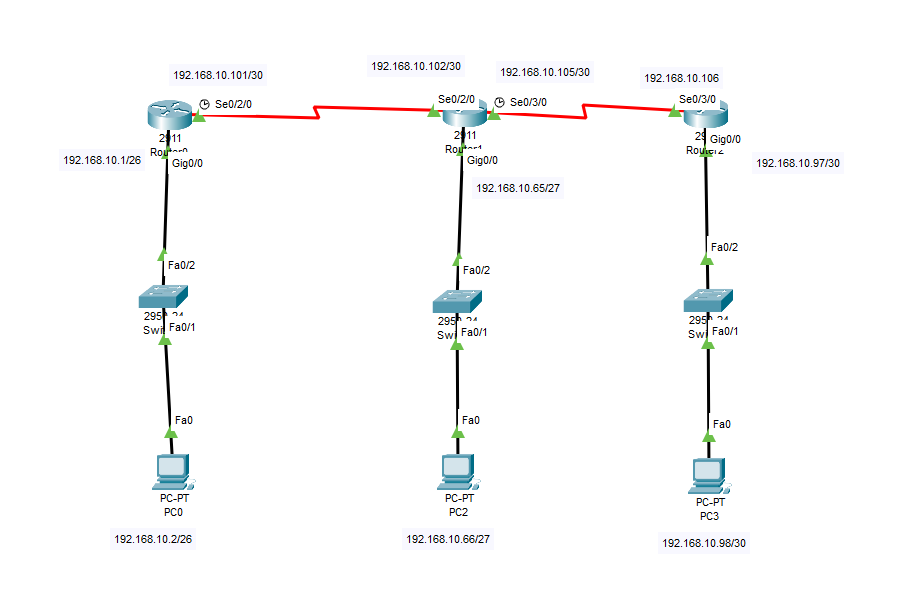 192.168.10.101/30
192.168.10.102/30
192.168.10.105/30
192.168.10.106
Se0/2/0
Se0/2/0
Se0/3/0
Se0/3/0
2911
2911
Gig0/0
192.168.10.1/26
Gig0/0
Gig0/0
192.168.10.97/30
192.168.10.65/27
Fa0/2
Fa0/2
Fa0/2
Fa0/1
Fa0/1
Fa0/1
Fa0
Fa0
Fa0
PC-PT
PC0
PC-PT
PC2
PC-PT
PC3
192.168.10.2/26
192.168.10.66/27
192.168.10.98/30